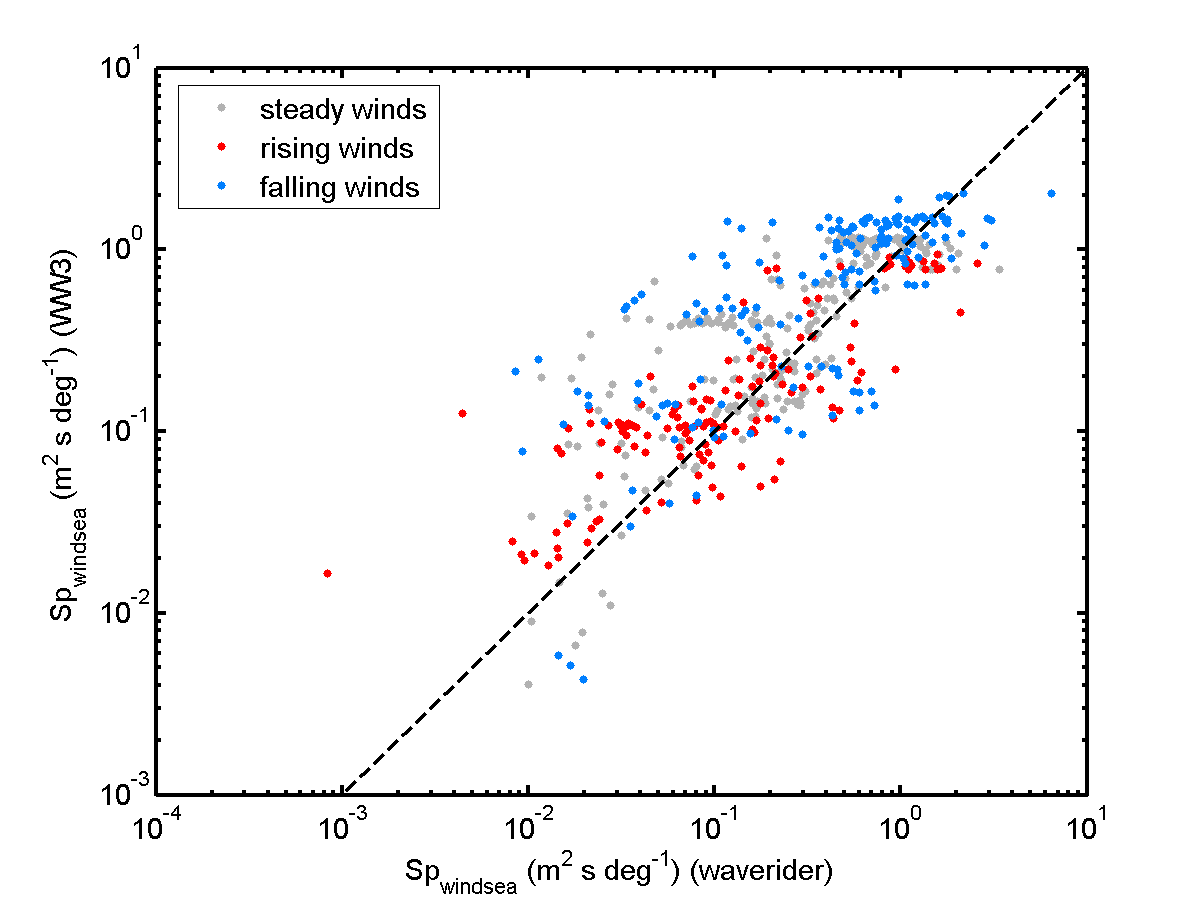 10^1
10^0
10^-1
10^-2
10^-3
steady winds
rising winds
falling winds
Sp_windsea (m^2 s deg^-1) (WW3)
10^-4 10^-3 10^-2 10^-1 10^0 10^1
Sp_windsea (m^2 s deg^-1) (waverider)